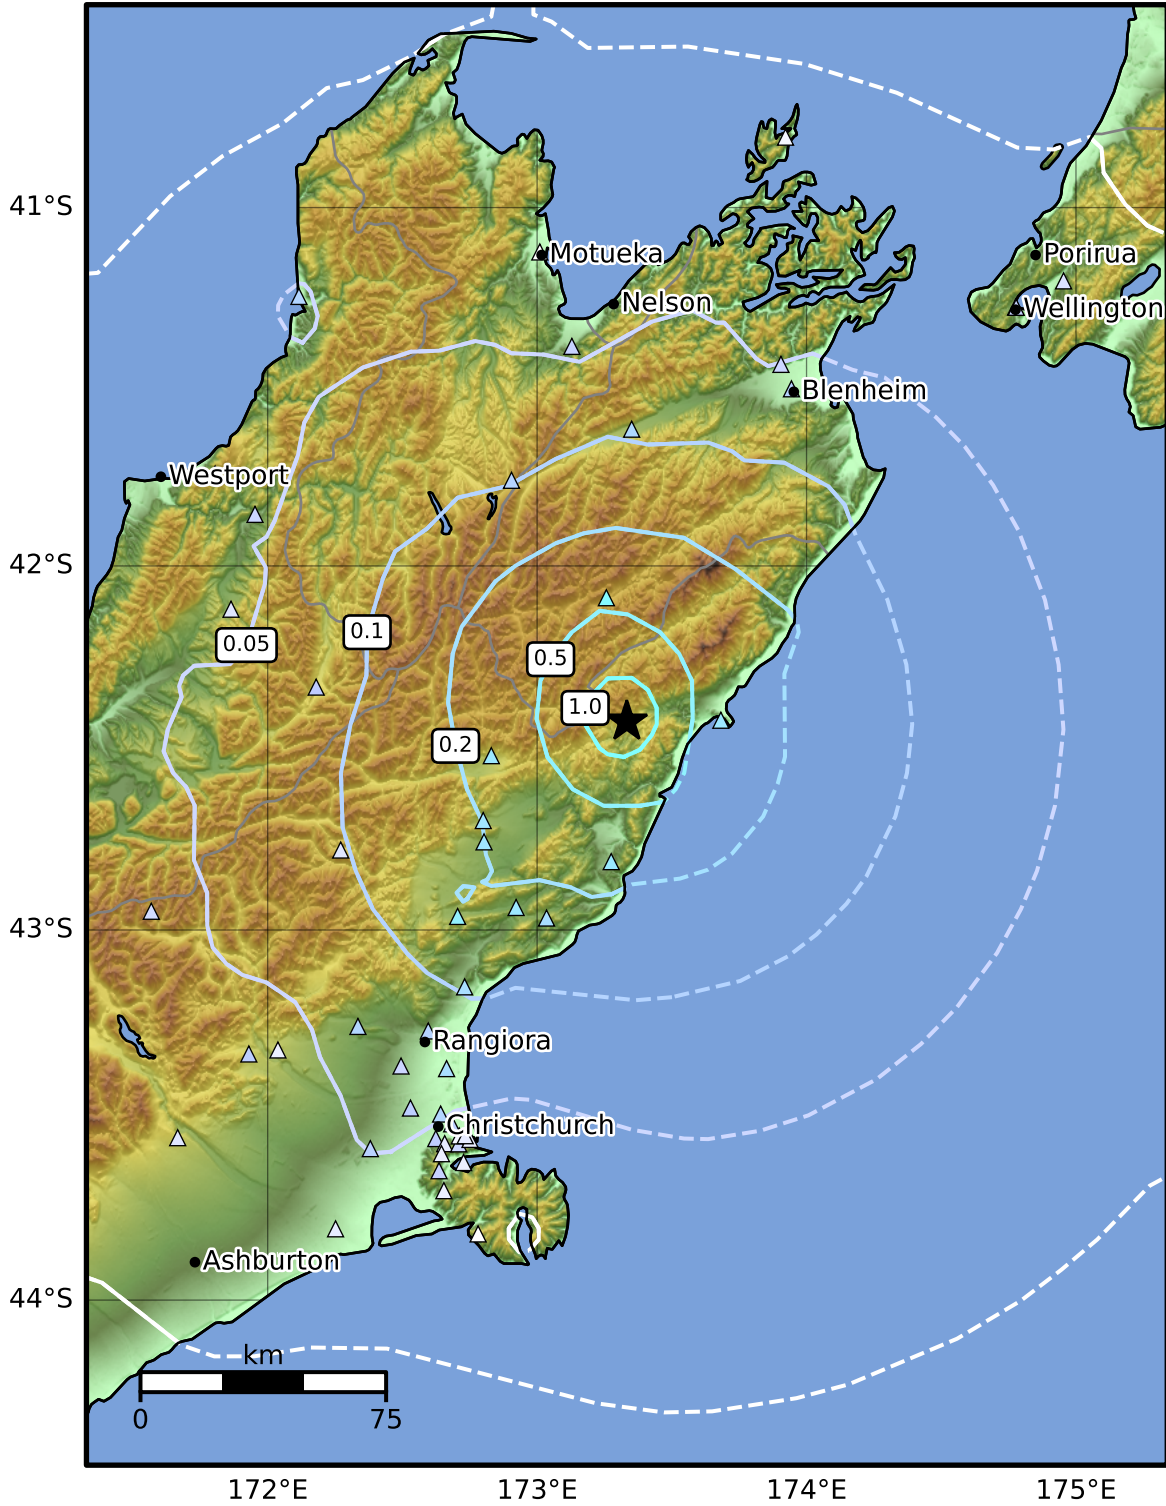 41°S
Motueka
Porirua
Nelson
Wellington
Blenheim
Westport
42°S
0.1
0.05
0.5
1.0
0.2
43°S
Rangiora
Christchurch
Ashburton
44°S
km
0
75
172°E
173°E
174°E
175°E